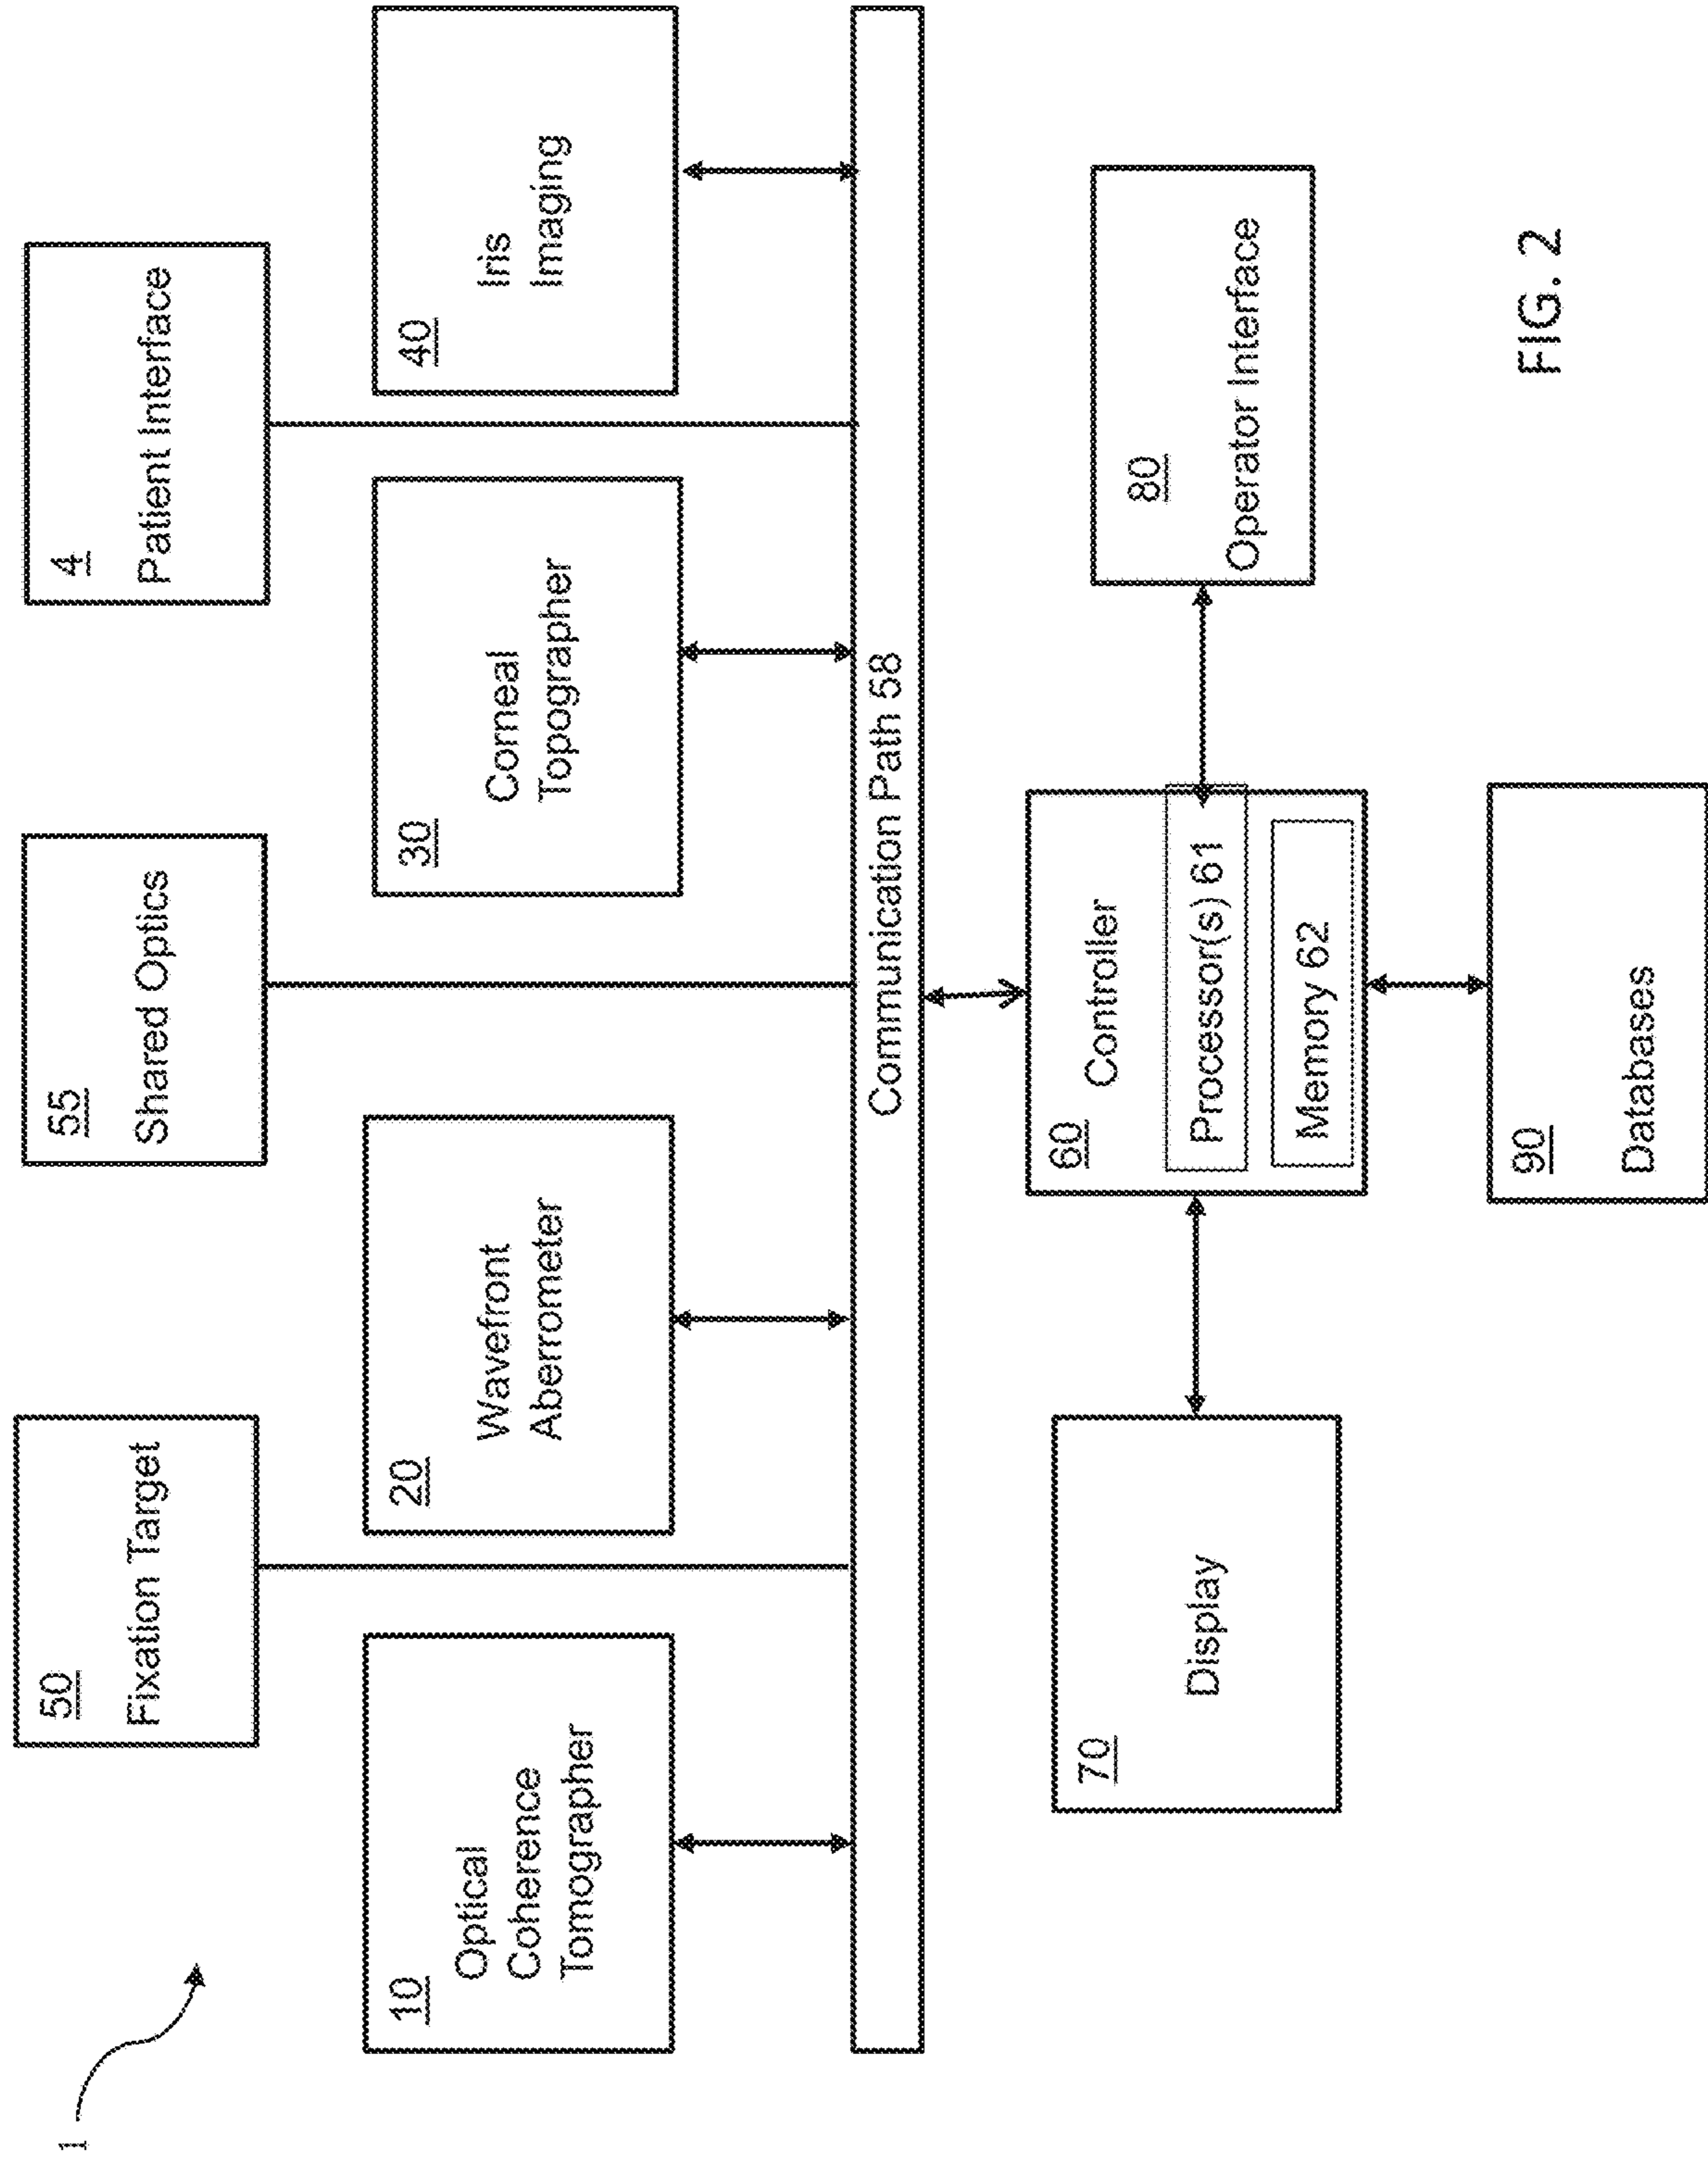 1
50
Fixation Target
55
Shared Optics
4
Patient Interface
10
Optical
Coherence
Tomographer
20
Wavefront
Aberrometer
30
Corneal
Topographer
40
Iris
Imaging
Communication Path 58
70
Display
60
Controller
Processor(s) 61
Memory 62
80
Operator Interface
90
Databases
FIG. 2